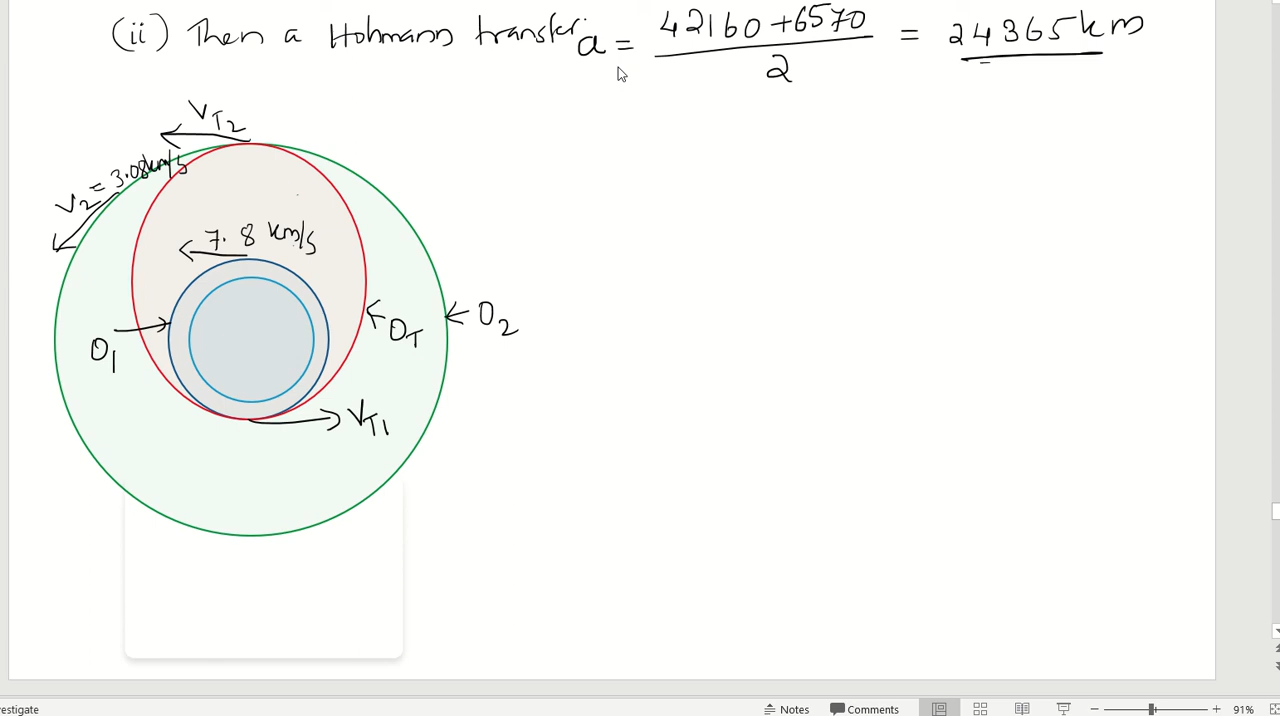 (ii) Then a Hohmann transfer a = 42160 + 6570 / 2 = 24365 km
VT2
V2 = 3.08 km/s
7.8 km/s
O1
OT
O2
VT1
estigate
Notes
Comments
91%